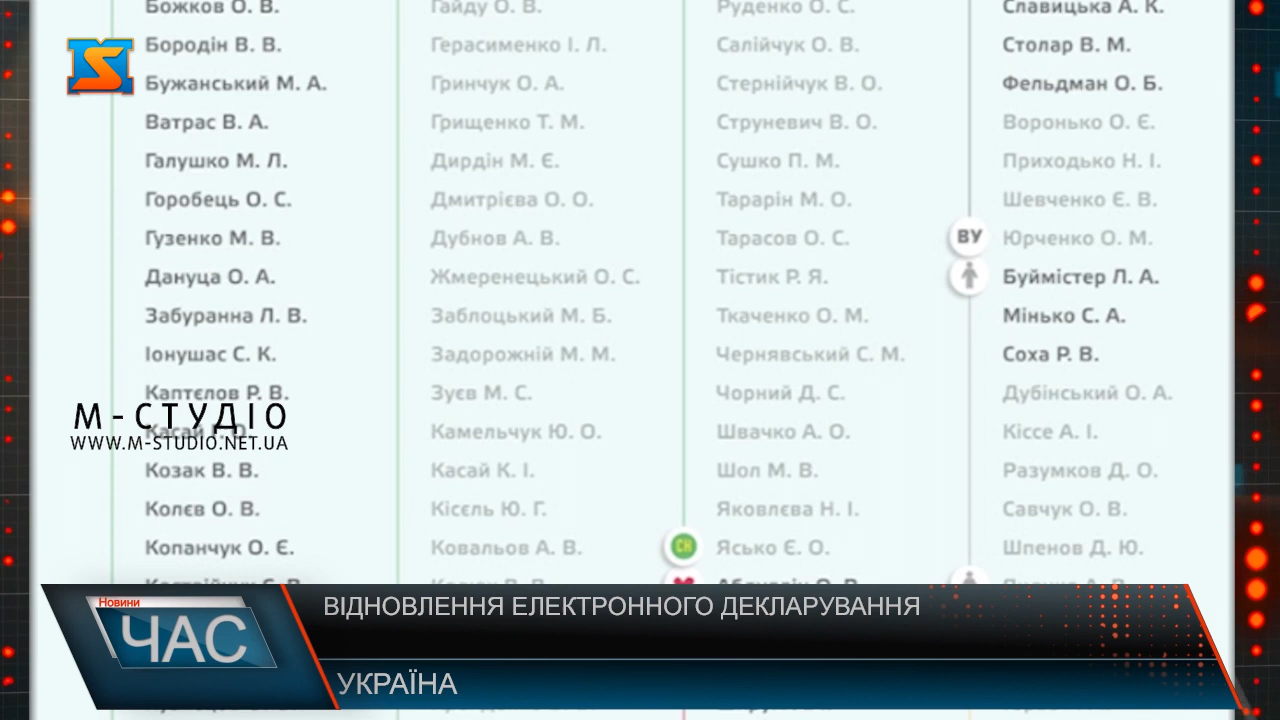 Божков О. В.
Бородін В. В.
Бужанський М. А.
Ватрас В. А.
Галушко М. Л.
Горобець О. С.
Гузенко М. В.
Дануца О. А.
Забуранна Л. В.
Іонушас С. К.
Каптєлов Р. В.
Касай Г. О.
Козак В. В.
Колєв О. В.
Копанчук О. Є.
Гайду О. В.
Герасименко І. Л.
Гринчук О. А.
Грищенко Т. М.
Дирдін М. Є.
Дмитрієва О. О.
Дубнов А. В.
Жмеренецький О. С.
Заблоцький М. Б.
Задорожній М. М.
Зуєв М. С.
Камельчук Ю. О.
Касай К. І.
Кісєль Ю. Г.
Ковальов А. В.
Руденко О. С.
Салійчук О. В.
Стернійчук В. О.
Струневич В. О.
Сушко П. М.
Тарарін М. О.
Тарасов О. С.
Тістик Р. Я.
Ткаченко О. М.
Чернявський С. М.
Чорний Д. С.
Швачко А. О.
Шол М. В.
Яковлєва Н. І.
СН
Ясько Є. О.
Славицька А. К.
Столар В. М.
Фельдман О. Б.
Воронько О. Є.
Приходько Н. І.
Шевченко Є. В.
ВУ
Юрченко О. М.
Буймістер Л. А.
Мінько С. А.
Соха Р. В.
Дубінський О. А.
Кіссе А. І.
Разумков Д. О.
Савчук О. В.
Шпенов Д. Ю.
М-СТУДІО
WWW.M-STUDIO.NET.UA
Новини
ЧАС
ВІДНОВЛЕННЯ ЕЛЕКТРОННОГО ДЕКЛАРУВАННЯ
УКРАЇНА